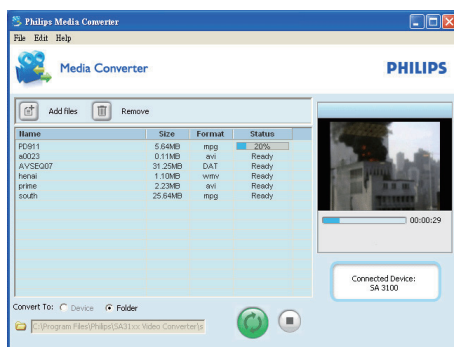 Philips Media Converter
File Edit Help
Media Converter
PHILIPS
Add files Remove
Name Size Format Status
PD911 5.64MB mpg 20%
a0023 0.11MB avi Ready
AVSEQ07 31.25MB DAT Ready
henai 1.10MB wmv Ready
prime 2.23MB avi Ready
south 25.64MB mpg Ready
00:00:29
Connected Device:
SA 3100
Convert To: Device Folder
C:\Program Files\Philips\SA31xx Video Converter\s